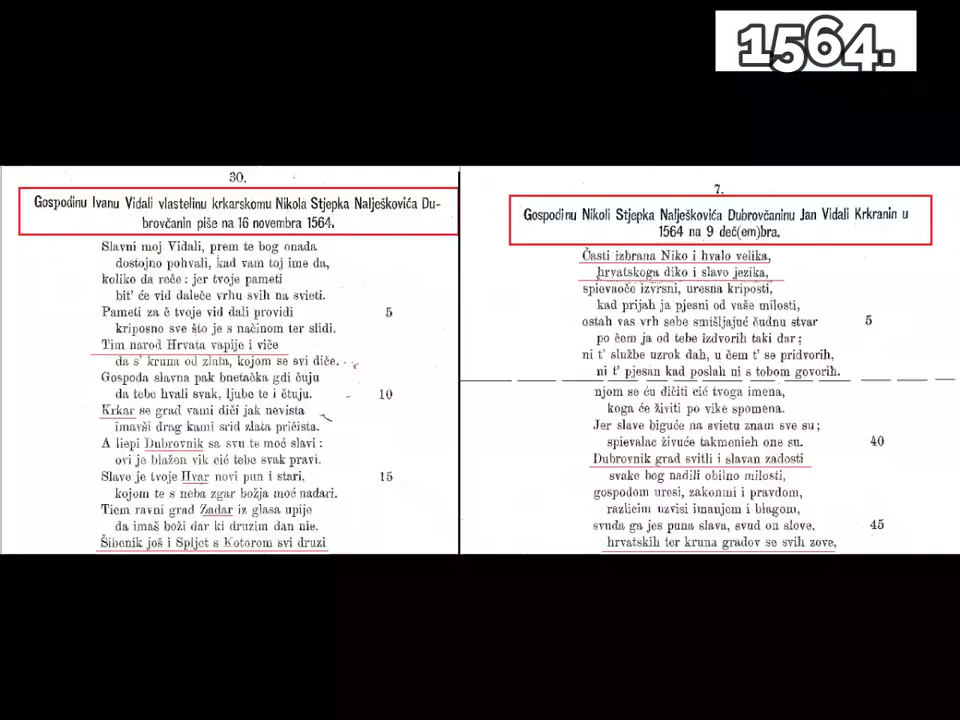 1564.
30.
Gospodinu Ivanu Vidali vlastelinu krkarskomu Nikola Stjepka Nalješkovića Du-
brovčanin piše na 16 novembra 1564.
Slavni moj Vidali, prem te bog onada
dostojno pohvali, kad vam toj ime da,
koliko da reče : jer tvoje pameti
bit' će vid daleče vrhu svih na svieti.
Pameti za č tvoje vid dali providi 5
kriposno sve što je s načinom ter slidi.
Tim narod Hrvata vapije i viče
da s' kruna od zlata, kojom se svi diče.
Gospoda slavna pak bnetačka gdi čuju
da tebe hvali svak, ljube te i čtuju. 10
Krkar se grad vami diči jak nevista
imavši drag kami srid zlata pričista.
A liepi Dubrovnik sa svu te moć slavi :
ovi je blažen vik cić tebe svak pravi.
Slave je tvoje Hvar novi pun i stari, 15
kojom te s neba zgar božja moć nadari.
Tiem ravni grad Zadar iz glasa upije
da imaš boži dar ki druzim dan nie.
Šibenik još i Spljet s Kotorom svi druzi
7.
Gospodinu Nikoli Stjepka Nalješkovića Dubrovčaninu Jan Vidali Krkranin u
1564 na 9 deč(em)bra.
Časti izbrana Niko i hvalo velika,
hrvatskoga diko i slavo jezika,
spievaoče izvrsni, uresna kriposti,
kad prijah ja pjesni od vaše milosti,
ostah vas vrh sebe smišljajuć čudnu stvar 5
po čem ja od tebe izdvorih taki dar ;
ni t' službe uzrok dah, u čem t' se pridvorih,
ni t' pjesan kad poslah ni s tobom govorih.
njom se ću dičiti cić tvoga imena,
koga će živiti po vike spomena.
Jer slave biguće na svietu znam sve su ;
spievalac živuće takmenieh one su. 40
Dubrovnik grad svitli i slavan zadosti
svake bog nadili obilno milosti,
gospodom uresi, zakonmi i pravdom,
razlicim uzvisi imanjem i blagom,
svuda ga jes puna slava, svud on slove, 45
hrvatskih ter kruna gradov se svih zove,